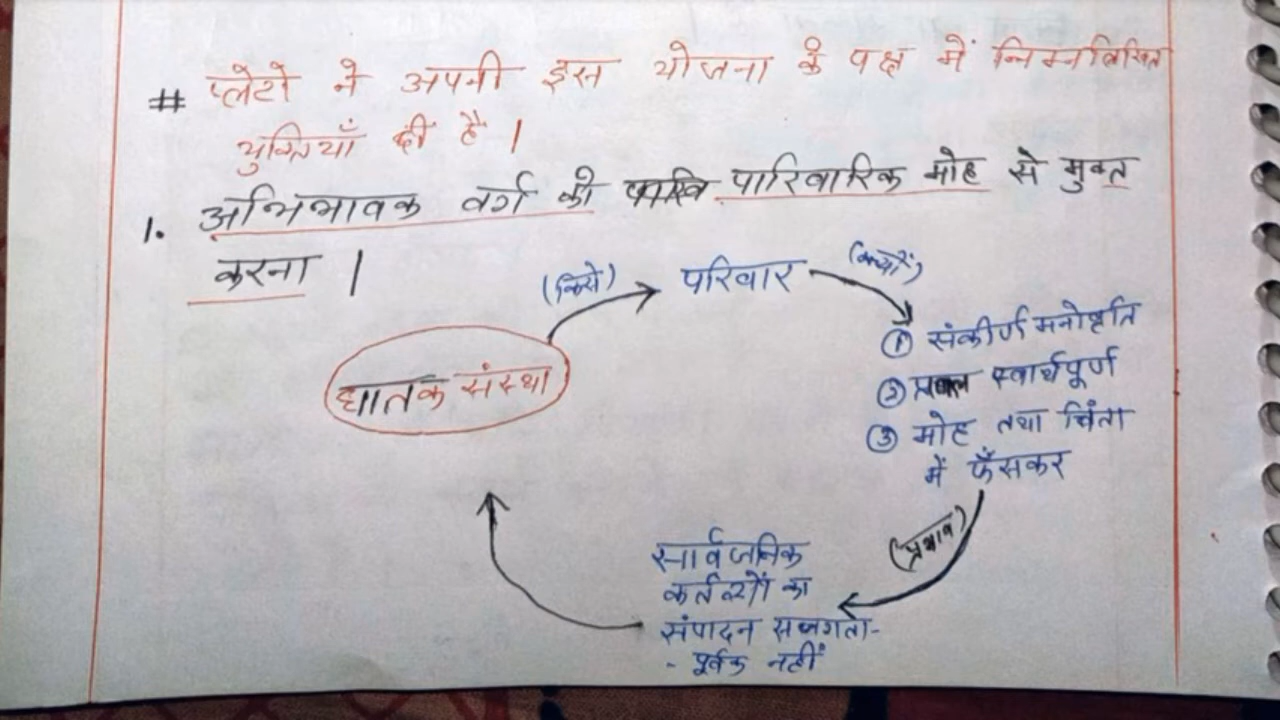 # प्लेटो ने अपनी इस योजना के पक्ष में निम्नलिखित
युक्तियाँ दी है |
1. अभिभावक वर्ग को पारिवारिक मोह से मुक्त
करना |
(किसे)
परिवार
(क्यों)
घातक संस्था
① संकीर्ण मनोवृति
② स्वार्थपूर्ण
③ मोह तथा चिंता
में फँसकर
(प्रभाव)
सार्वजनिक
कर्तव्यों का
संपादन सजगता-
- पूर्वक नहीं